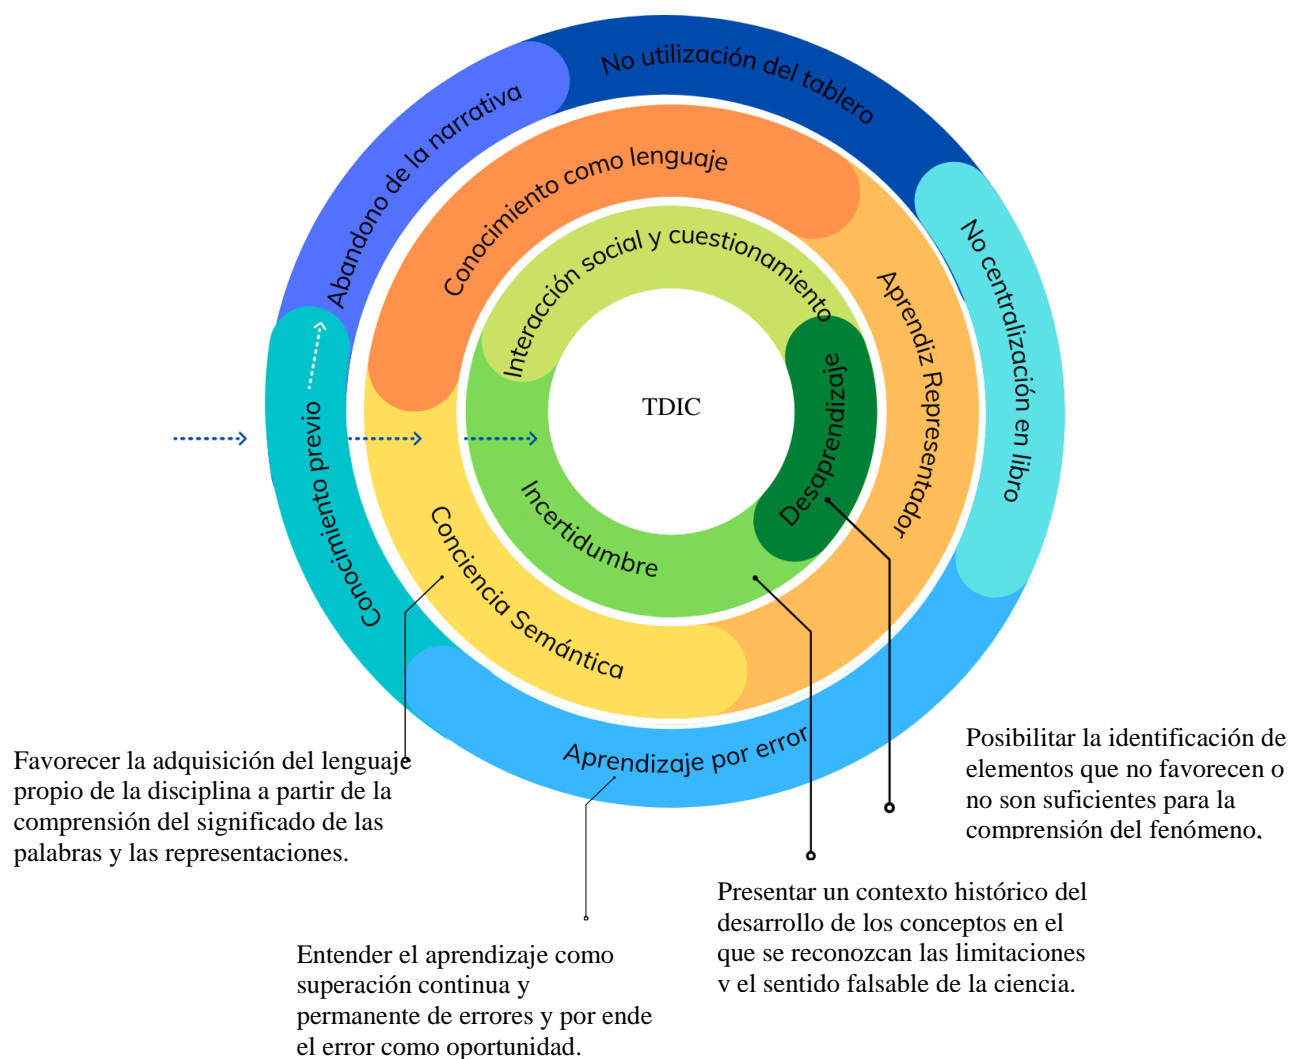 No utilización del tablero
Abandono de la narrativa
No centralización en libro
Conocimiento como lenguaje
Aprendiz Representador
Interacción social y cuestionamiento
Desaprendizaje
TDIC
Conocimiento previo
Incertidumbre
Conciencia Semántica
Aprendizaje por error
Favorecer la adquisición del lenguaje
propio de la disciplina a partir de la
comprensión del significado de las
palabras y las representaciones.
Posibilitar la identificación de
elementos que no favorecen o
no son suficientes para la
comprensión del fenómeno.
Presentar un contexto histórico del
desarrollo de los conceptos en el
que se reconozcan las limitaciones
y el sentido falsable de la ciencia.
Entender el aprendizaje como
superación continua y
permanente de errores y por ende
el error como oportunidad.